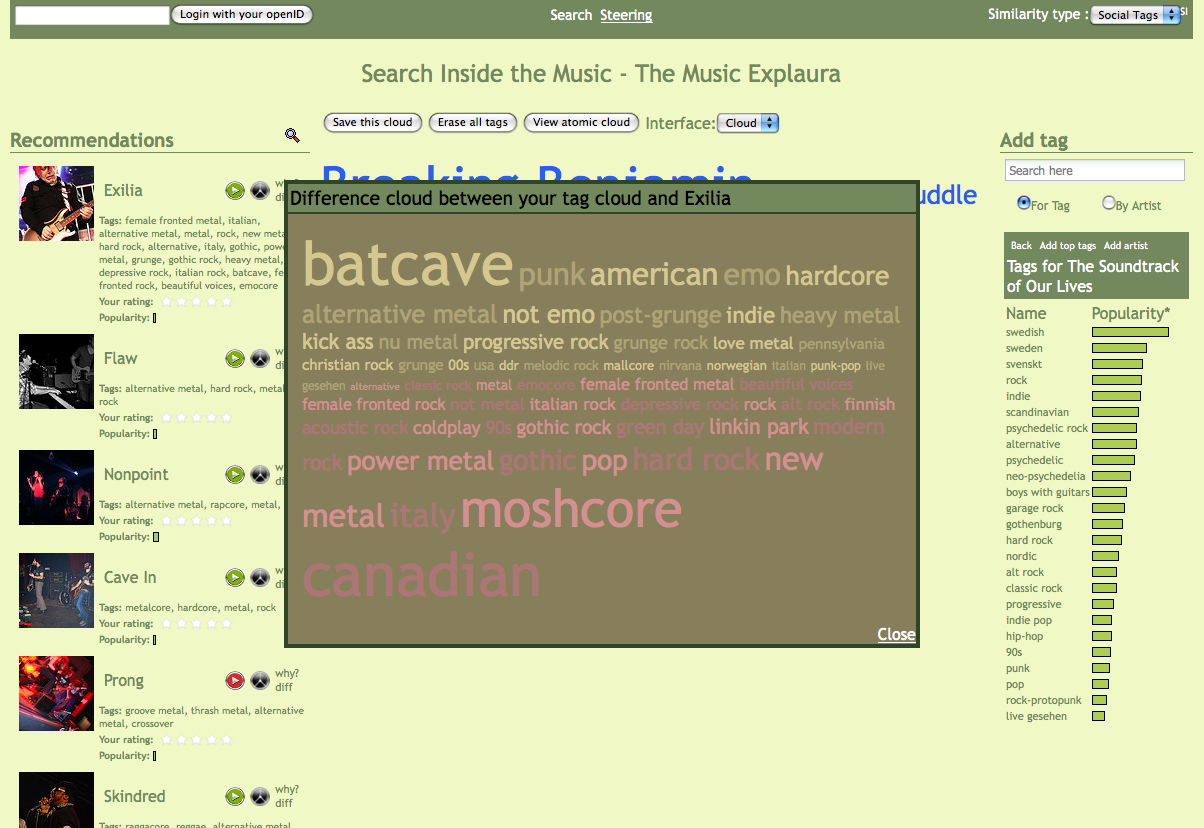 Login with your openID
Search Steering
Similarity type : Social Tags
SI
Search Inside the Music - The Music Explaura
Save this cloud Erase all tags View atomic cloud Interface: Cloud
Recommendations
Exilia
Tags: female fronted metal, italian,
alternative metal, metal, rock, new meta
hard rock, alternative, italy, gothic, pow
metal, grunge, gothic rock, heavy metal,
depressive rock, italian rock, batcave, fe
fronted rock, beautiful voices, emocore
Your rating:
Popularity:
Flaw
Tags: alternative metal, hard rock, metal
rock
Your rating:
Popularity:
Nonpoint
Tags: alternative metal, rapcore, metal,
Your rating:
Popularity:
Cave In
Tags: metalcore, hardcore, metal, rock
Your rating:
Popularity:
Prong
why?
diff
Tags: groove metal, thrash metal, alternative
metal, crossover
Your rating:
Popularity:
Skindred
why?
diff
Tags: raggacore, reggae, alternative metal
Breaking Benjamin
uddle
Difference cloud between your tag cloud and Exilia
batcave punk american emo hardcore
alternative metal not emo post-grunge indie heavy metal
kick ass nu metal progressive rock grunge rock love metal pennsylvania
christian rock grunge 00s usa ddr melodic rock mallcore nirvana norwegian italian punk-pop live
gesehen alternative classic rock metal emocore female fronted metal beautiful voices
female fronted rock not metal italian rock depressive rock rock alt rock finnish
acoustic rock coldplay 90s gothic rock green day linkin park modern
rock power metal gothic pop hard rock new
metal italy moshcore
canadian
Close
Add tag
Search here
For Tag By Artist
Back Add top tags Add artist
Tags for The Soundtrack
of Our Lives
Name Popularity*
swedish
sweden
svenskt
rock
indie
scandinavian
psychedelic rock
alternative
psychedelic
neo-psychedelia
boys with guitars
garage rock
gothenburg
hard rock
nordic
alt rock
classic rock
progressive
indie pop
hip-hop
90s
punk
pop
rock-protopunk
live gesehen